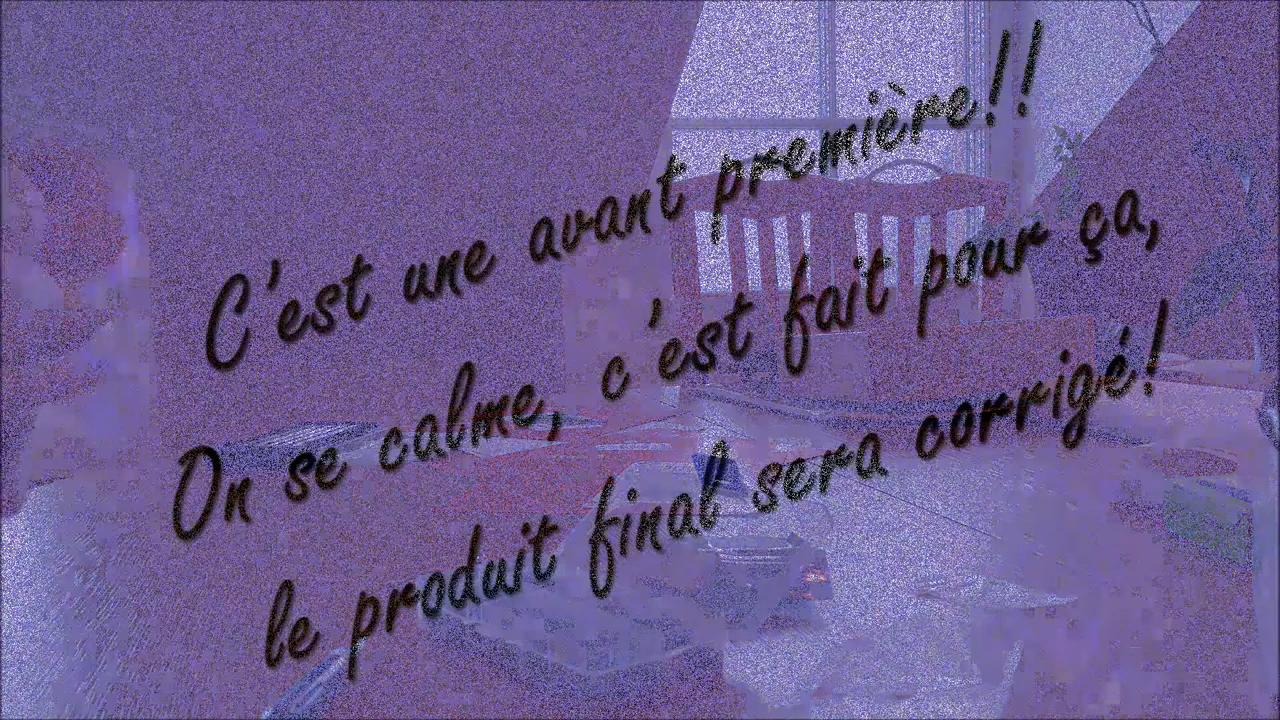 C'est une avant première!!
On se calme, c'est fait pour ça,
le produit final sera corrigé!